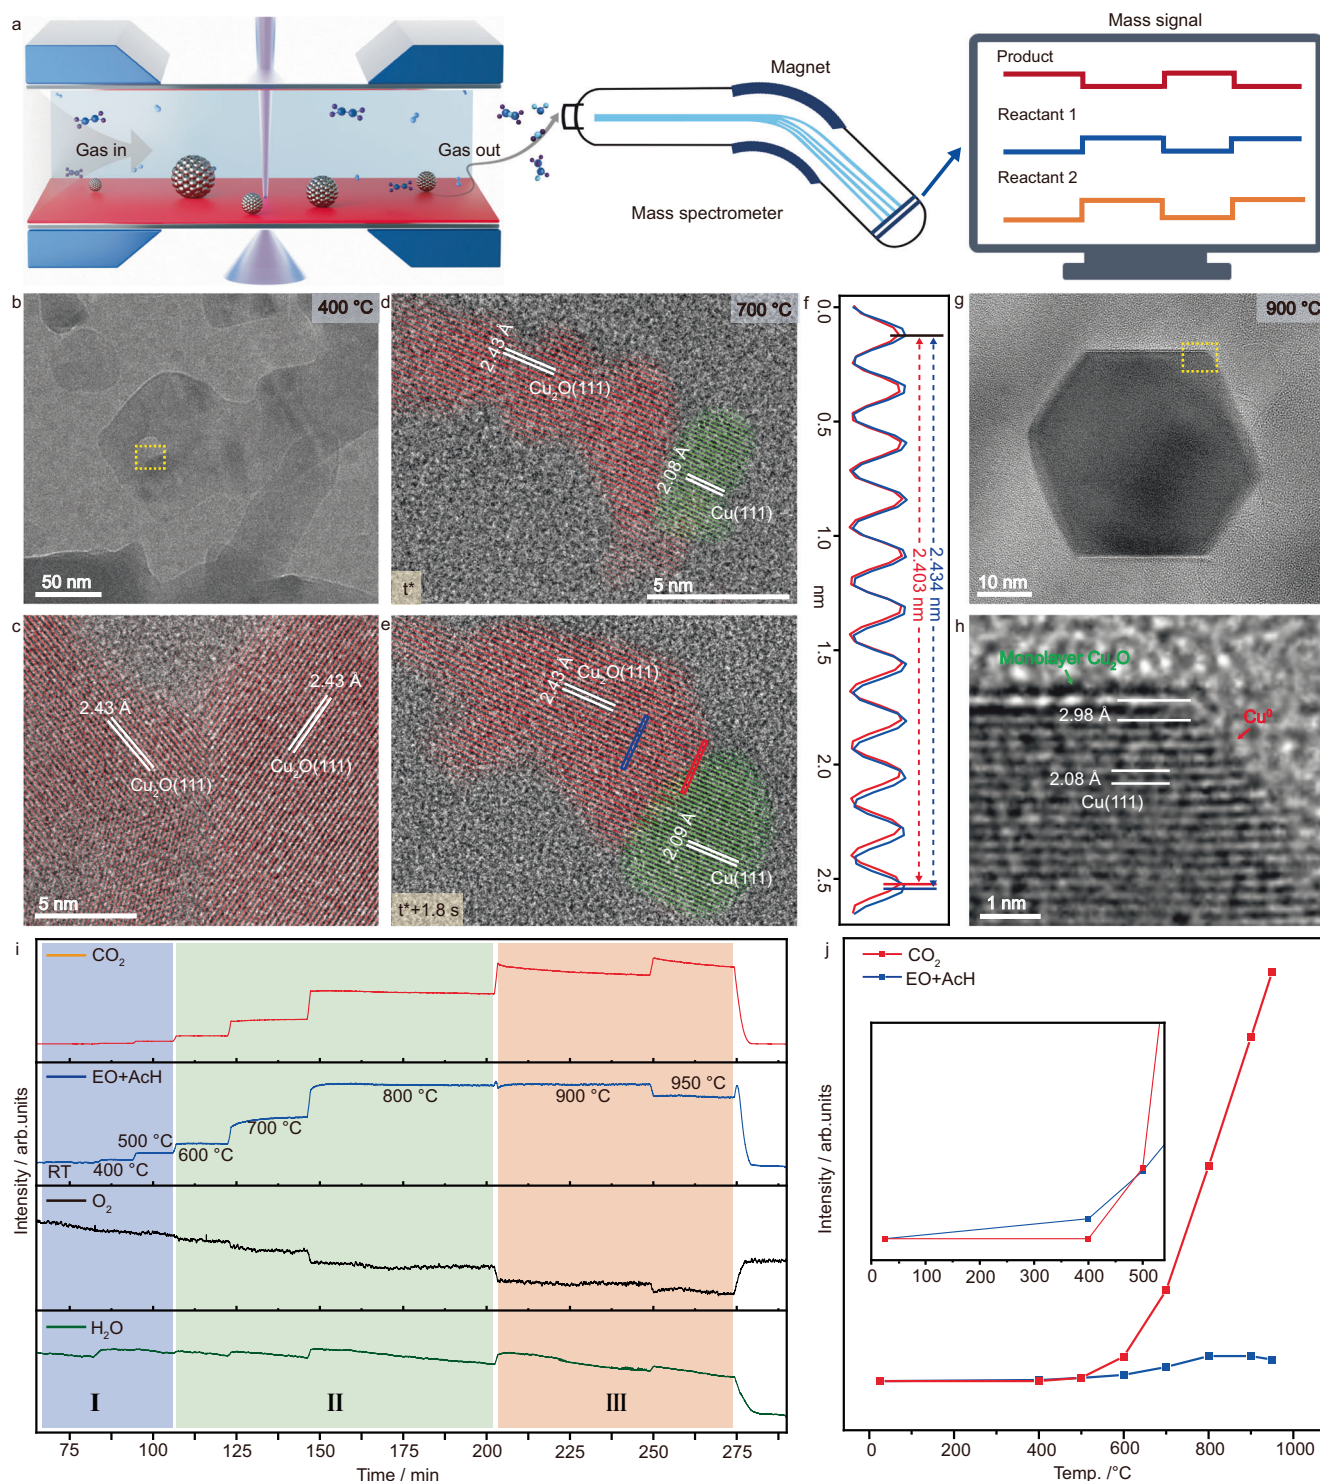 a
Gas in
Gas out
Magnet
Mass spectrometer
Mass signal
Product
Reactant 1
Reactant 2
b
400 °C
50 nm
c
2.43 Å
Cu₂O(111)
2.43 Å
Cu₂O(111)
5 nm
d
700 °C
2.43 Å
Cu₂O(111)
2.08 Å
Cu(111)
t*
5 nm
e
2.43 Å
Cu₂O(111)
2.09 Å
Cu(111)
t*+1.8 s
f
0.0
0.5
1.0
nm
1.5
2.0
2.5
2.403 nm
2.434 nm
g
900 °C
10 nm
h
Monolayer Cu₂O
2.98 Å
Cu⁰
2.08 Å
Cu(111)
1 nm
i
Intensity / arb.units
CO₂
EO+AcH
RT
400 °C
500 °C
600 °C
700 °C
800 °C
900 °C
950 °C
O₂
H₂O
I
II
III
75 100 125 150 175 200 225 250 275
Time / min
j
Intensity / arb.units
CO₂
EO+AcH
0 100 200 300 400 500
0 200 400 600 800 1000
Temp. /°C